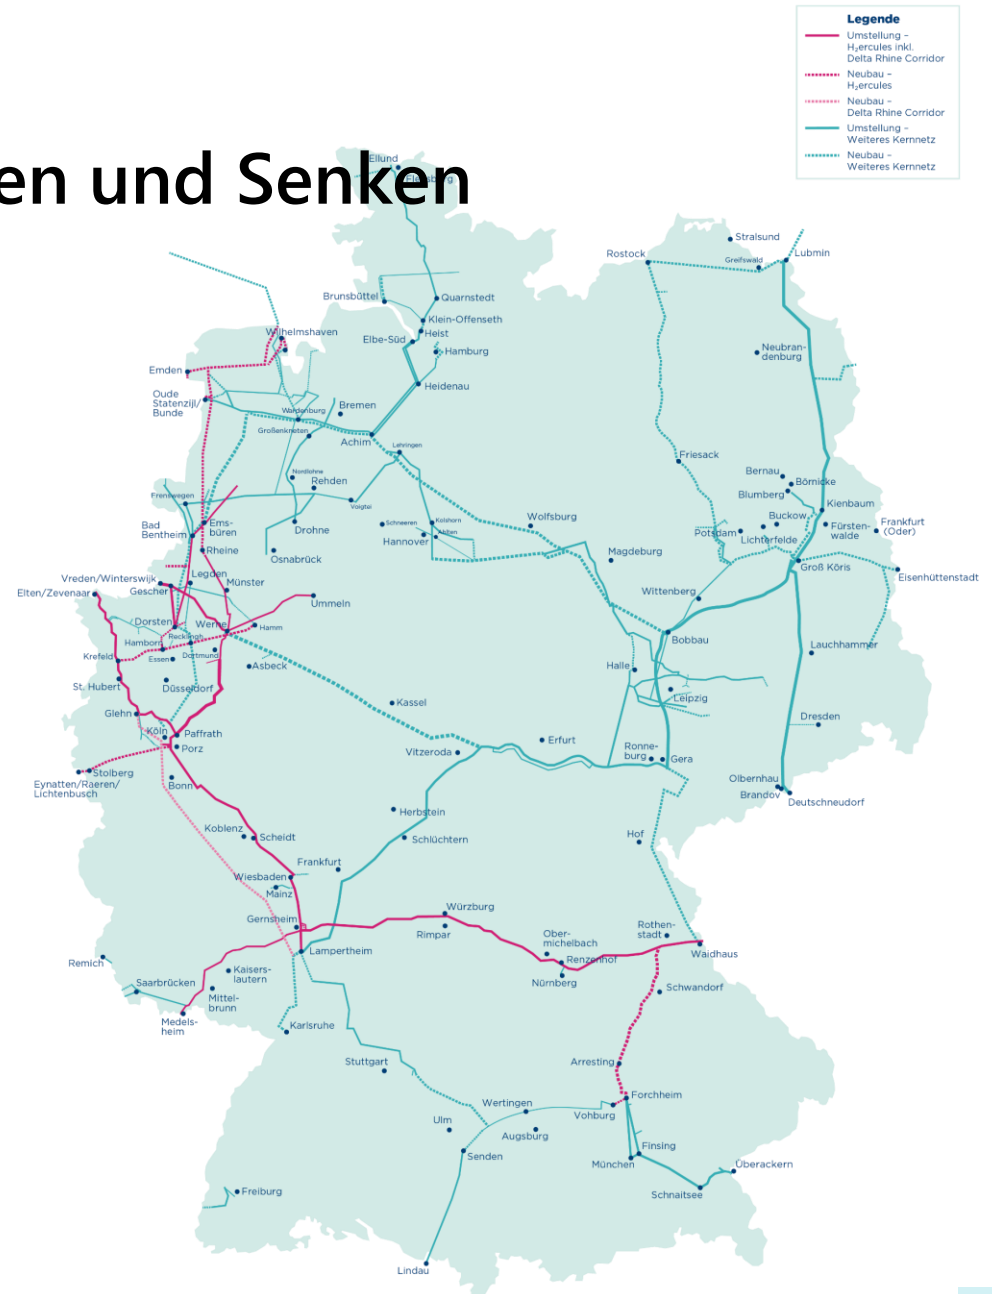 Legende
Umstellung –
H₂ercules inkl.
Delta Rhine Corridor
Neubau –
H₂ercules
Neubau –
Delta Rhine Corridor
Umstellung –
Weiteres Kernnetz
Neubau –
Weiteres Kernnetz
en und Senken
Ellund
Flensburg
Stralsund
Rostock
Greifswald
Lubmin
Brunsbüttel
Quarnstedt
Klein-Offenseth
Wilhelmshaven
Elbe-Süd
Heist
Hamburg
Neubran-
denburg
Emden
Heidenau
Oude
Statenzijl/
Bunde
Wardenburg
Bremen
Großenkneten
Achim
Lehringen
Friesack
Nordlohne
Rehden
Bernau
Börnicke
Blumberg
Frenswegen
Voigtei
Kienbaum
Bad
Bentheim
Ems-
büren
Drohne
Schneeren
Kolshorn
Wolfsburg
Buckow
Fürsten-
walde
Frankfurt
(Oder)
Hannover
Potsdam
Lichterfelde
Rheine
Osnabrück
Magdeburg
Groß Köris
Eisenhüttenstadt
Vreden/Winterswijk
Legden
Münster
Elten/Zevenaar
Gescher
Wittenberg
Ummeln
Dorsten
Werne
Hamm
Recklingh.
Bobbau
Hamborn
Dortmund
Lauchhammer
Krefeld
Essen
Asbeck
Halle
St. Hubert
Düsseldorf
Leipzig
Kassel
Glehn
Dresden
Köln
Paffrath
Erfurt
Porz
Vitzeroda
Ronne-
burg
Gera
Stolberg
Eynatten/Raeren/
Lichtenbusch
Bonn
Olbernhau
Brandov
Deutschneudorf
Herbstein
Koblenz
Scheidt
Schlüchtern
Hof
Frankfurt
Wiesbaden
Mainz
Würzburg
Gernsheim
Rimpar
Ober-
michelbach
Rothen-
stadt
Lampertheim
Renzenhof
Waidhaus
Remich
Kaisers-
lautern
Nürnberg
Saarbrücken
Mittel-
brunn
Schwandorf
Medels-
heim
Karlsruhe
Stuttgart
Arresting
Wertingen
Forchheim
Vohburg
Ulm
Augsburg
Senden
Finsing
München
Überackern
Schnaitsee
Freiburg
Lindau